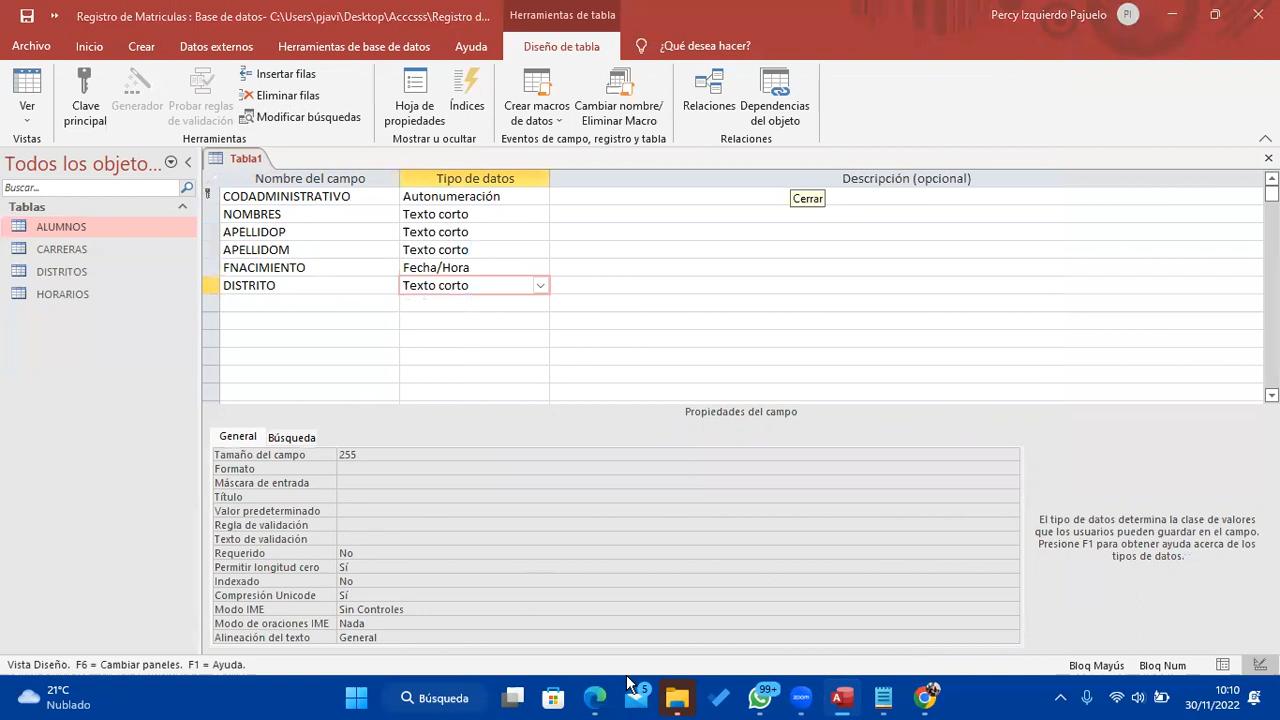 Registro de Matriculas : Base de datos- C:\Users\pjavi\Desktop\Acccsss\Registro d...
Herramientas de tabla
Percy Izquierdo Pajuelo
PI
Archivo
Inicio
Crear
Datos externos
Herramientas de base de datos
Ayuda
Diseño de tabla
¿Qué desea hacer?
Ver
Clave principal
Generador
Probar reglas de validación
Insertar filas
Eliminar filas
Modificar búsquedas
Hoja de propiedades
Índices
Crear macros de datos
Cambiar nombre/ Eliminar Macro
Relaciones
Dependencias del objeto
Vistas
Herramientas
Mostrar u ocultar
Eventos de campo, registro y tabla
Relaciones
Todos los objeto...
Buscar...
Tablas
ALUMNOS
CARRERAS
DISTRITOS
HORARIOS
Tabla1
Nombre del campo
Tipo de datos
Descripción (opcional)
CODADMINISTRATIVO Autonumeración
NOMBRES Texto corto
APELLIDOP Texto corto
APELLIDOM Texto corto
FNACIMIENTO Fecha/Hora
DISTRITO Texto corto
Cerrar
Propiedades del campo
General
Búsqueda
Tamaño del campo 255
Formato
Máscara de entrada
Título
Valor predeterminado
Regla de validación
Texto de validación
Requerido No
Permitir longitud cero Sí
Indexado No
Compresión Unicode Sí
Modo IME Sin Controles
Modo de oraciones IME Nada
Alineación del texto General
El tipo de datos determina la clase de valores
que los usuarios pueden guardar en el campo.
Presione F1 para obtener ayuda acerca de los
tipos de datos.
Vista Diseño. F6 = Cambiar paneles. F1 = Ayuda.
Bloq Mayús
Bloq Num
21°C
Nublado
Búsqueda
5
99+
zoom
10:10
30/11/2022